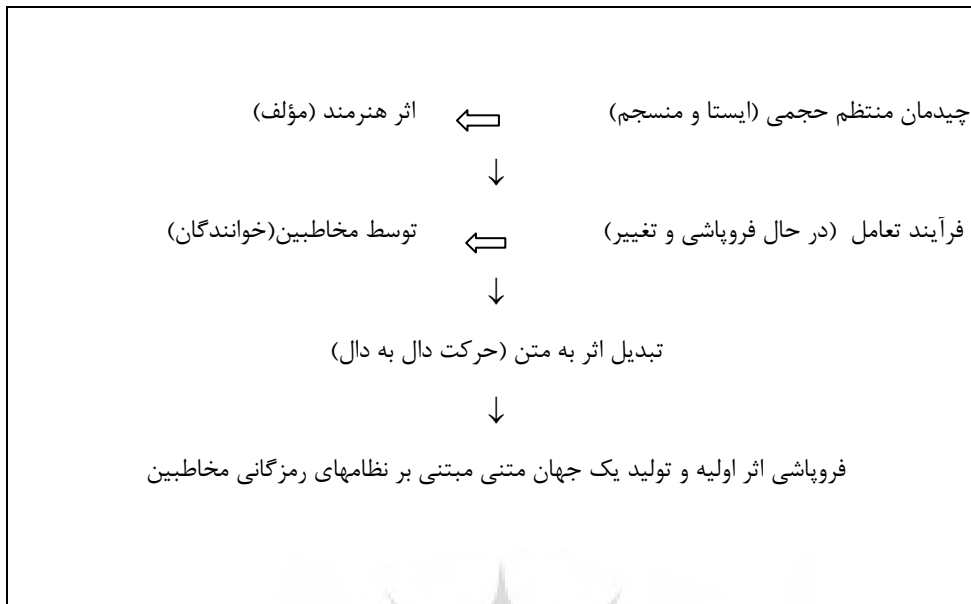 چیدمان منتظم حجمی (ایستا و منسجم) ⇦ اثر هنرمند (مؤلف)
↓
فرآیند تعامل (در حال فروپاشی و تغییر) ⇦ توسط مخاطبین(خوانندگان)
↓
تبدیل اثر به متن (حرکت دال به دال)
↓
فروپاشی اثر اولیه و تولید یک جهان متنی مبتنی بر نظامهای رمزگانی مخاطبین